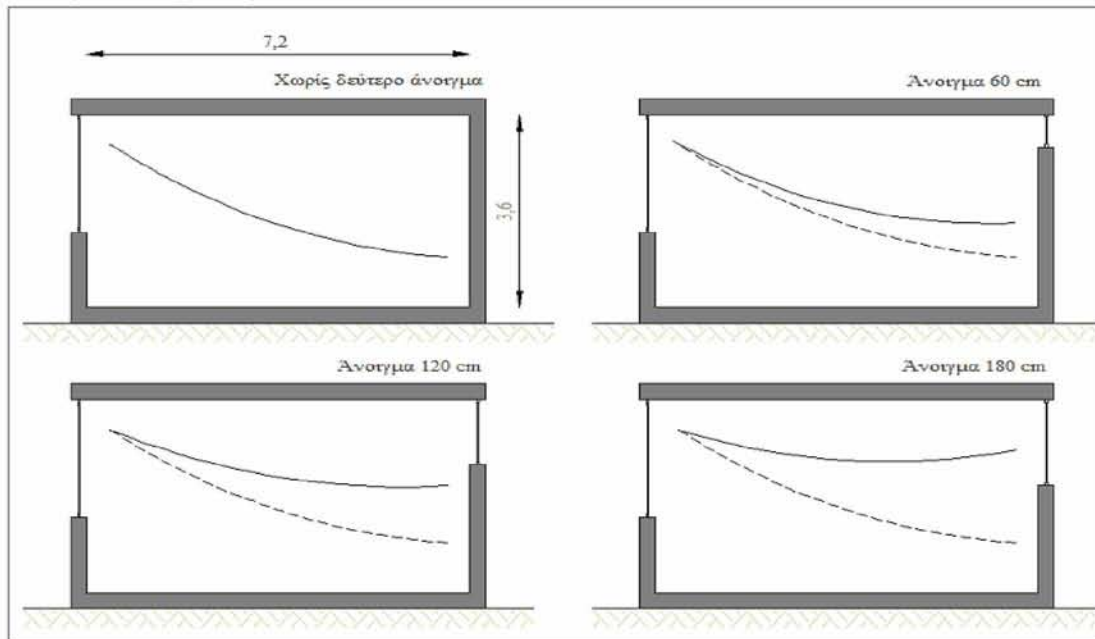 7,2
Χωρίς δεύτερο άνοιγμα
3,6
Άνοιγμα 60 cm
Άνοιγμα 120 cm
Άνοιγμα 180 cm